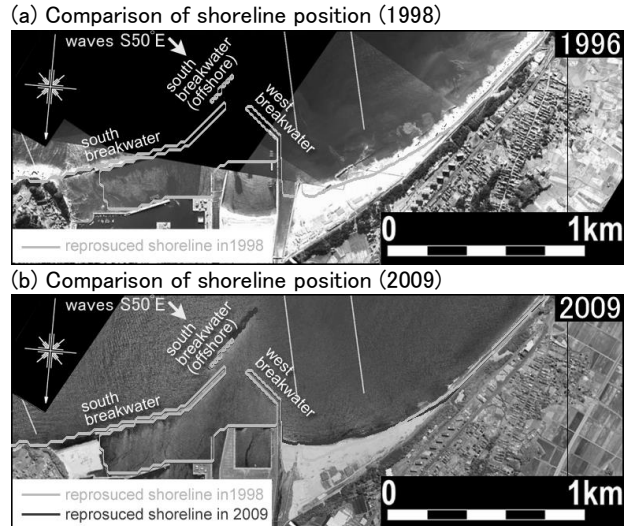 (a) Comparison of shoreline position (1998)
1996
waves S50°E
south
breakwater
(offshore)
west
breakwater
south
breakwater
reprosuced shoreline in1998
0
1km
(b) Comparison of shoreline position (2009)
2009
waves S50°E
south
breakwater
(offshore)
west
breakwater
south
breakwater
reprosuced shoreline in1998
reprosuced shoreline in 2009
0
1km